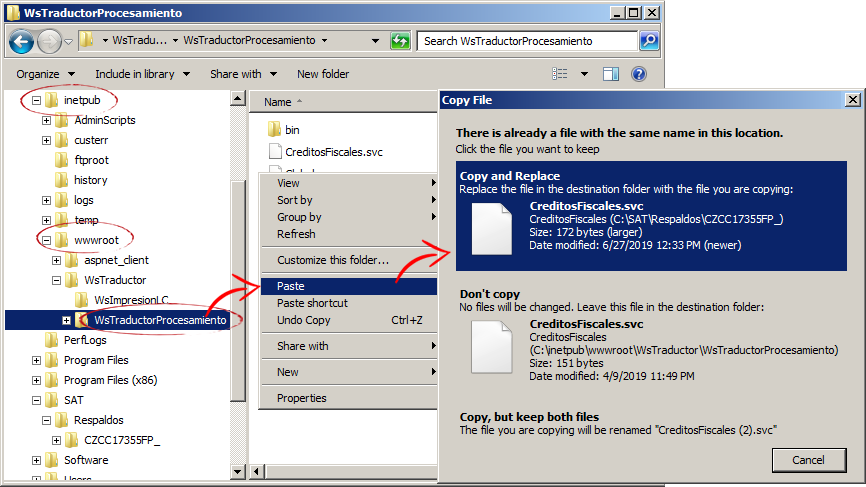 WsTraductorProcesamiento
WsTradu... WsTraductorProcesamiento
Search WsTraductorProcesamiento
Organize Include in library Share with New folder
inetpub
AdminScripts
custerr
ftproot
history
logs
temp
wwwroot
aspnet_client
WsTraductor
WsImpresionLC_
WsTraductorProcesamiento
PerfLogs
Program Files
Program Files (x86)
SAT
Respaldos
CZCC17355FP_
Software
Users
Name
bin
CreditosFiscales.svc
View
Sort by
Group by
Refresh
Customize this folder...
Paste
Paste shortcut
Undo Copy Ctrl+Z
Share with
New
Properties
Copy File
There is already a file with the same name in this location.
Click the file you want to keep
Copy and Replace
Replace the file in the destination folder with the file you are copying:
CreditosFiscales.svc
CreditosFiscales (C:\SAT\Respaldos\CZCC17355FP_)
Size: 172 bytes (larger)
Date modified: 6/27/2019 12:33 PM (newer)
Don't copy
No files will be changed. Leave this file in the destination folder:
CreditosFiscales.svc
CreditosFiscales
(C:\inetpub\wwwroot\WsTraductor\WsTraductorProcesamiento)
Size: 151 bytes
Date modified: 4/9/2019 11:49 PM
Copy, but keep both files
The file you are copying will be renamed "CreditosFiscales (2).svc"
Cancel